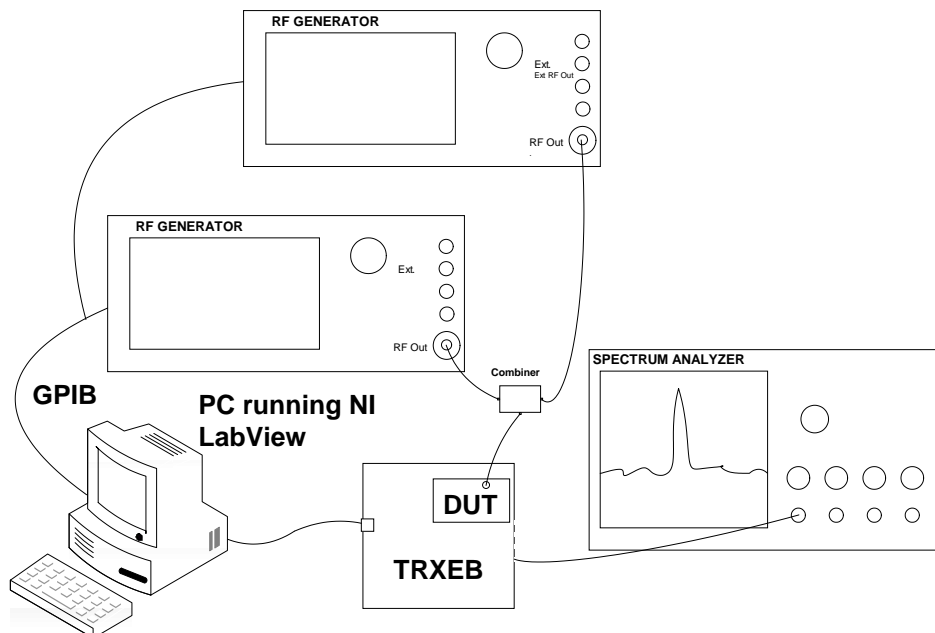 RF GENERATOR
Ext.
Ext RF Out
RF Out
.
RF GENERATOR
Ext.
RF Out
Combiner
SPECTRUM ANALYZER
GPIB
PC running NI
LabView
DUT
TRXEB